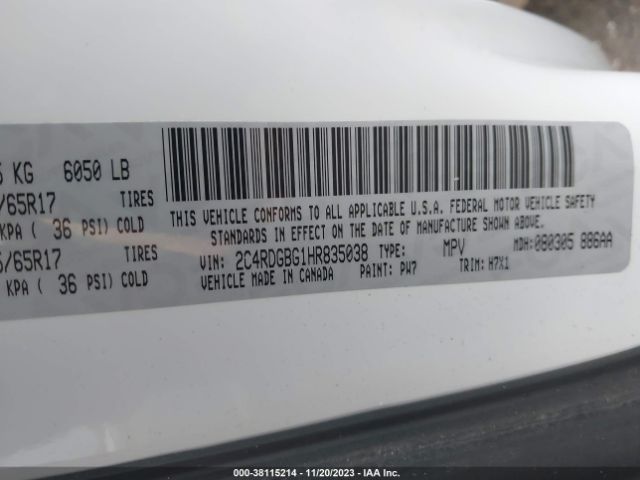 KG 6050 LB
/65R17 TIRES
KPA ( 36 PSI) COLD
/65R17 TIRES
KPA ( 36 PSI) COLD
THIS VEHICLE CONFORMS TO ALL APPLICABLE U.S.A. FEDERAL MOTOR VEHICLE SAFETY
STANDARDS IN EFFECT ON THE DATE OF MANUFACTURE SHOWN ABOVE.
VIN: 2C4RDGBG1HR835038 TYPE: MPV MDH: 080305 886AA
VEHICLE MADE IN CANADA PAINT: PW7 TRIM: H7X1
000-38115214 - 11/20/2023 - IAA Inc.